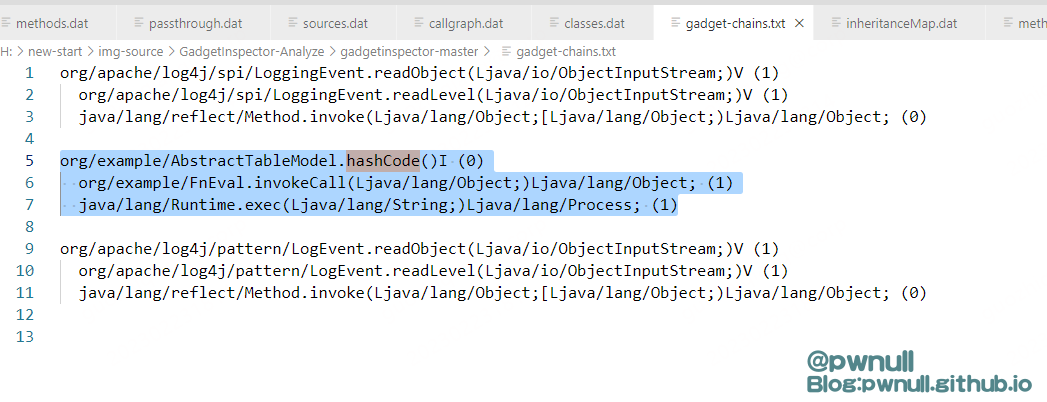 methods.dat passthrough.dat sources.dat callgraph.dat classes.dat gadget-chains.txt × inheritanceMap.dat meth
H: > new-start > img-source > GadgetInspector-Analyze > gadgetinspector-master > gadget-chains.txt
1 org/apache/log4j/spi/LoggingEvent.readObject(Ljava/io/ObjectInputStream;)V (1)
2 org/apache/log4j/spi/LoggingEvent.readLevel(Ljava/io/ObjectInputStream;)V (1)
3 java/lang/reflect/Method.invoke(Ljava/lang/Object;[Ljava/lang/Object;)Ljava/lang/Object; (0)
4
5 org/example/AbstractTableModel.hashCode()I (0)
6 org/example/FnEval.invokeCall(Ljava/lang/Object;)Ljava/lang/Object; (1)
7 java/lang/Runtime.exec(Ljava/lang/String;)Ljava/lang/Process; (1)
8
9 org/apache/log4j/pattern/LogEvent.readObject(Ljava/io/ObjectInputStream;)V (1)
10 org/apache/log4j/pattern/LogEvent.readLevel(Ljava/io/ObjectInputStream;)V (1)
11 java/lang/reflect/Method.invoke(Ljava/lang/Object;[Ljava/lang/Object;)Ljava/lang/Object; (0)
12
13
@pwnull
Blog:pwnull.github.io